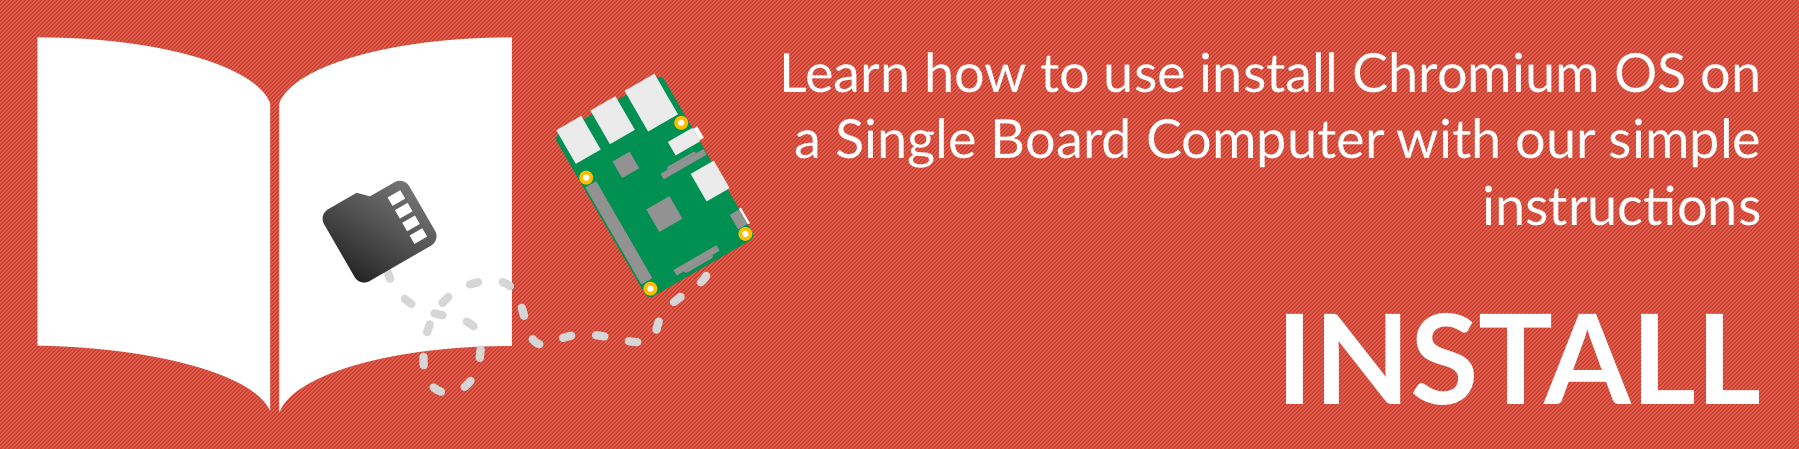 Learn how to use install Chromium OS on
a Single Board Computer with our simple
instructions
INSTALL